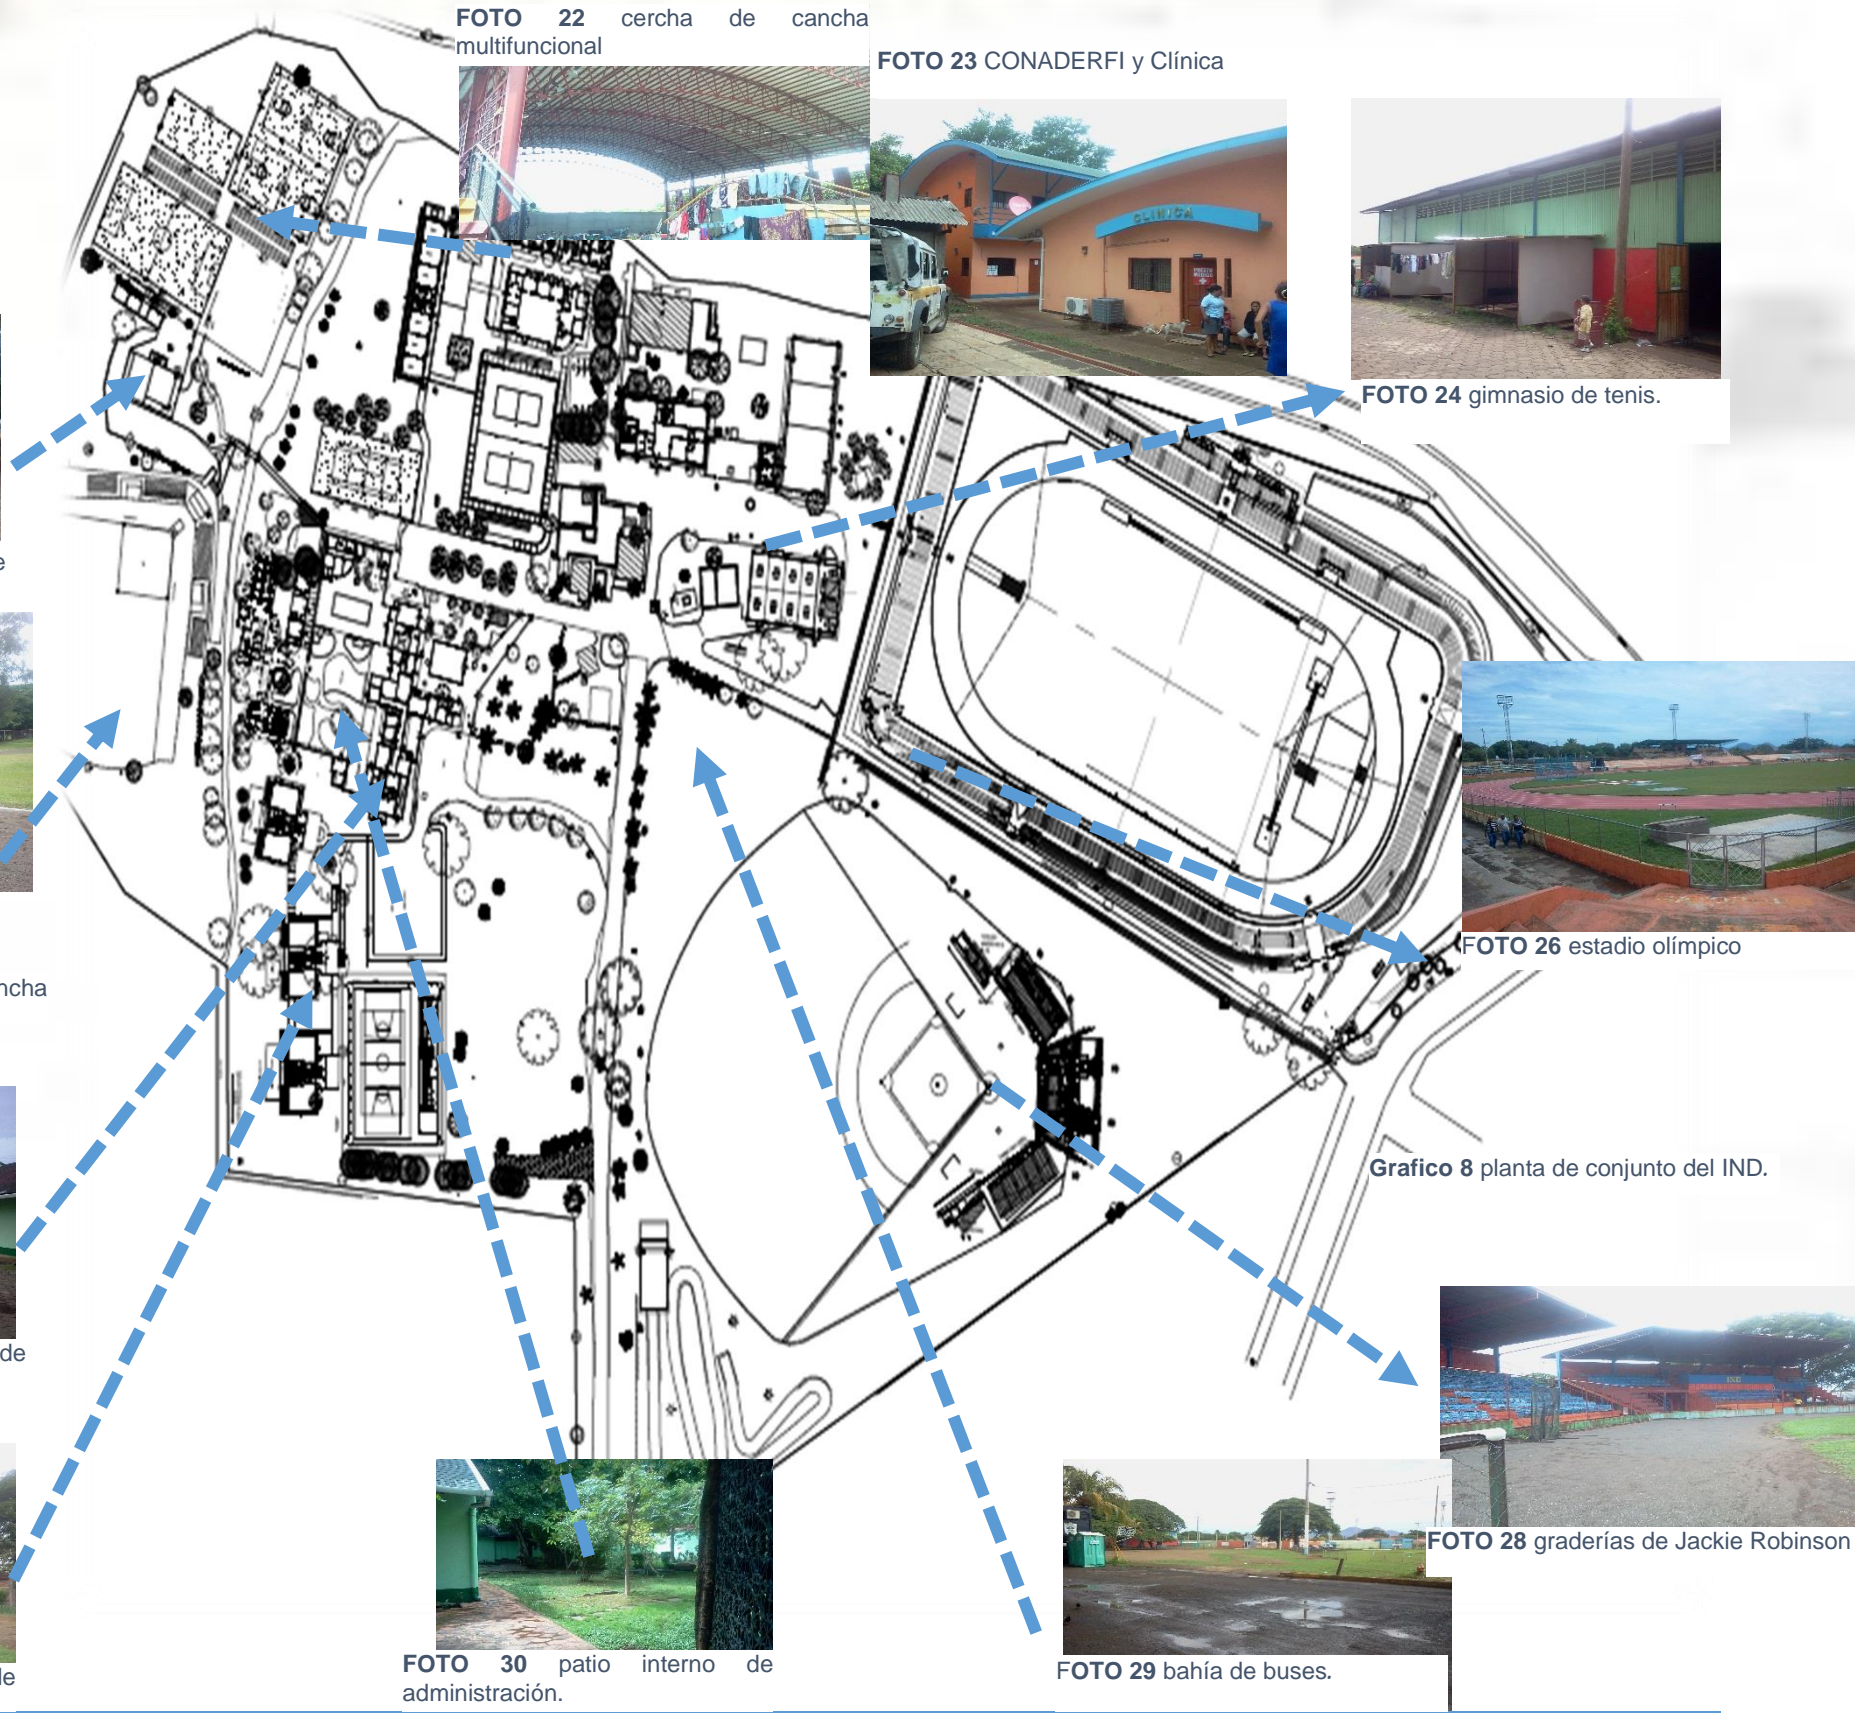 FOTO 22 cercha de cancha
multifuncional
FOTO 23 CONADERFI y Clínica
CLINICA
FOTO 24 gimnasio de tenis.
e
FOTO 26 estadio olímpico
ncha
Grafico 8 planta de conjunto del IND.
de
FOTO 28 graderías de Jackie Robinson
FOTO 30 patio interno de
administración.
FOTO 29 bahía de buses.
le